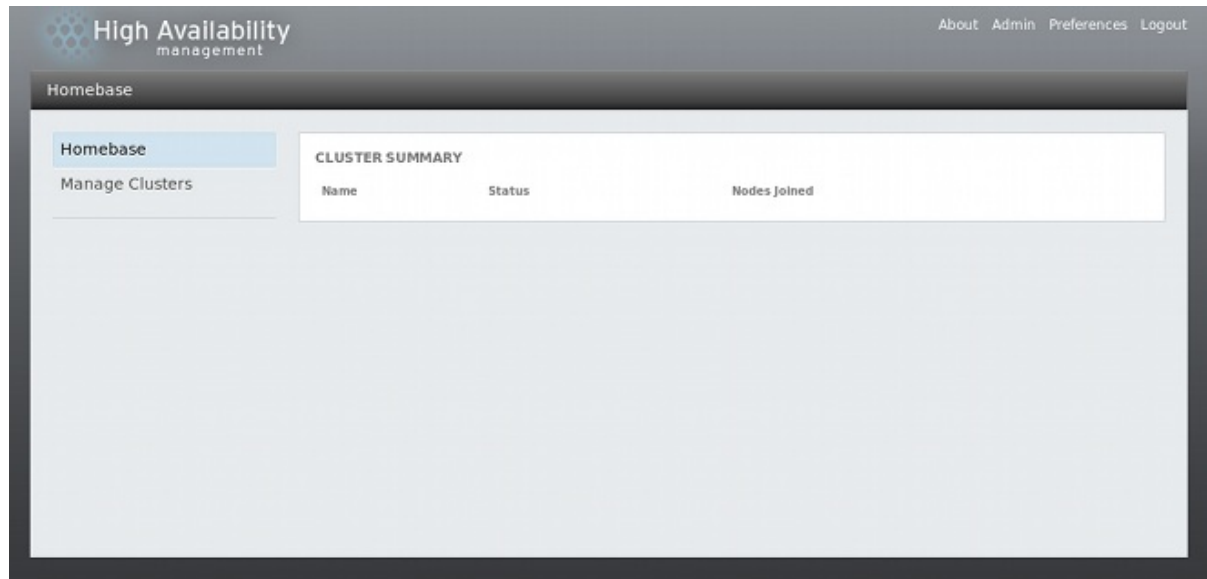 High Availability
management
About Admin Preferences Logout
Homebase
Homebase
Manage Clusters
CLUSTER SUMMARY
Name Status Nodes Joined